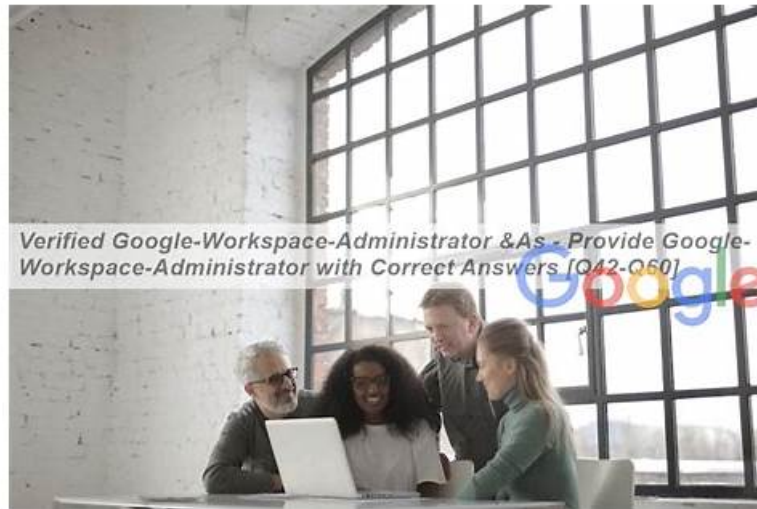 Verified Google-Workspace-Administrator &As - Provide Google-
Workspace-Administrator with Correct Answers [Q42-Q60]
Google